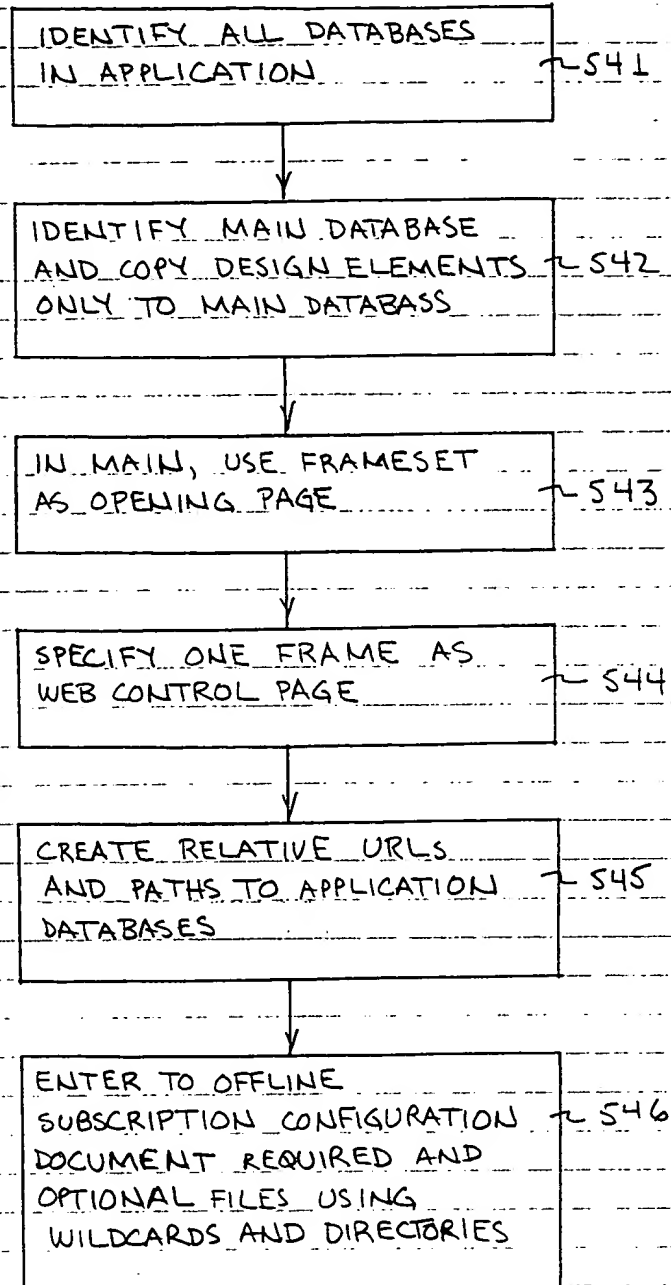 IDENTIFY ALL DATABASES
IN APPLICATION
541
IDENTIFY MAIN DATABASE
AND COPY DESIGN ELEMENTS
ONLY TO MAIN DATABASS
542
IN MAIN, USE FRAMESET
AS OPENING PAGE
543
SPECIFY ONE FRAME AS
WEB CONTROL PAGE
544
CREATE RELATIVE URLS
AND PATHS TO APPLICATION
DATABASES
545
ENTER TO OFFLINE
SUBSCRIPTION CONFIGURATION
DOCUMENT REQUIRED AND
OPTIONAL FILES USING
WILDCARDS AND DIRECTORIES
546